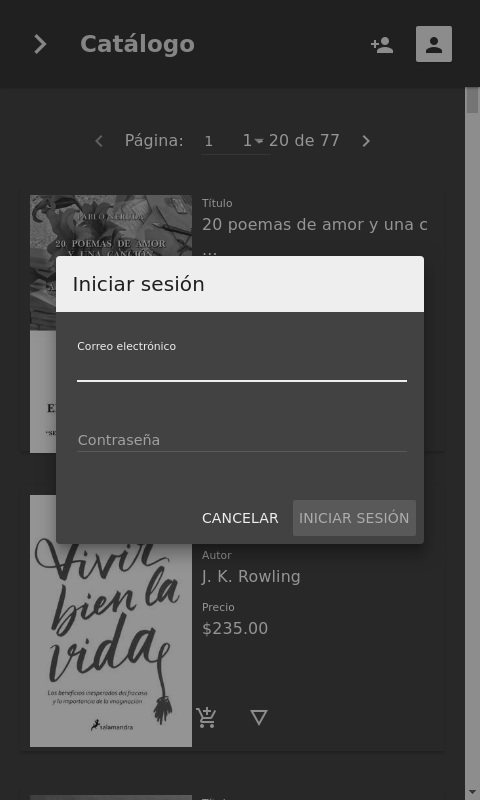 Catálogo
Página: 1 1 - 20 de 77
Título
PABLO NERUDA
20 poemas de amor y una c
20 POEMAS DE AMOR
Y UNA CANCIÓN
...
Iniciar sesión
Correo electrónico
Contraseña
CANCELAR INICIAR SESIÓN
Vivir
bien la
vida
Los beneficios inesperados del fracaso
y la importancia de la imaginación
salamandra
Autor
J. K. Rowling
Precio
$235.00